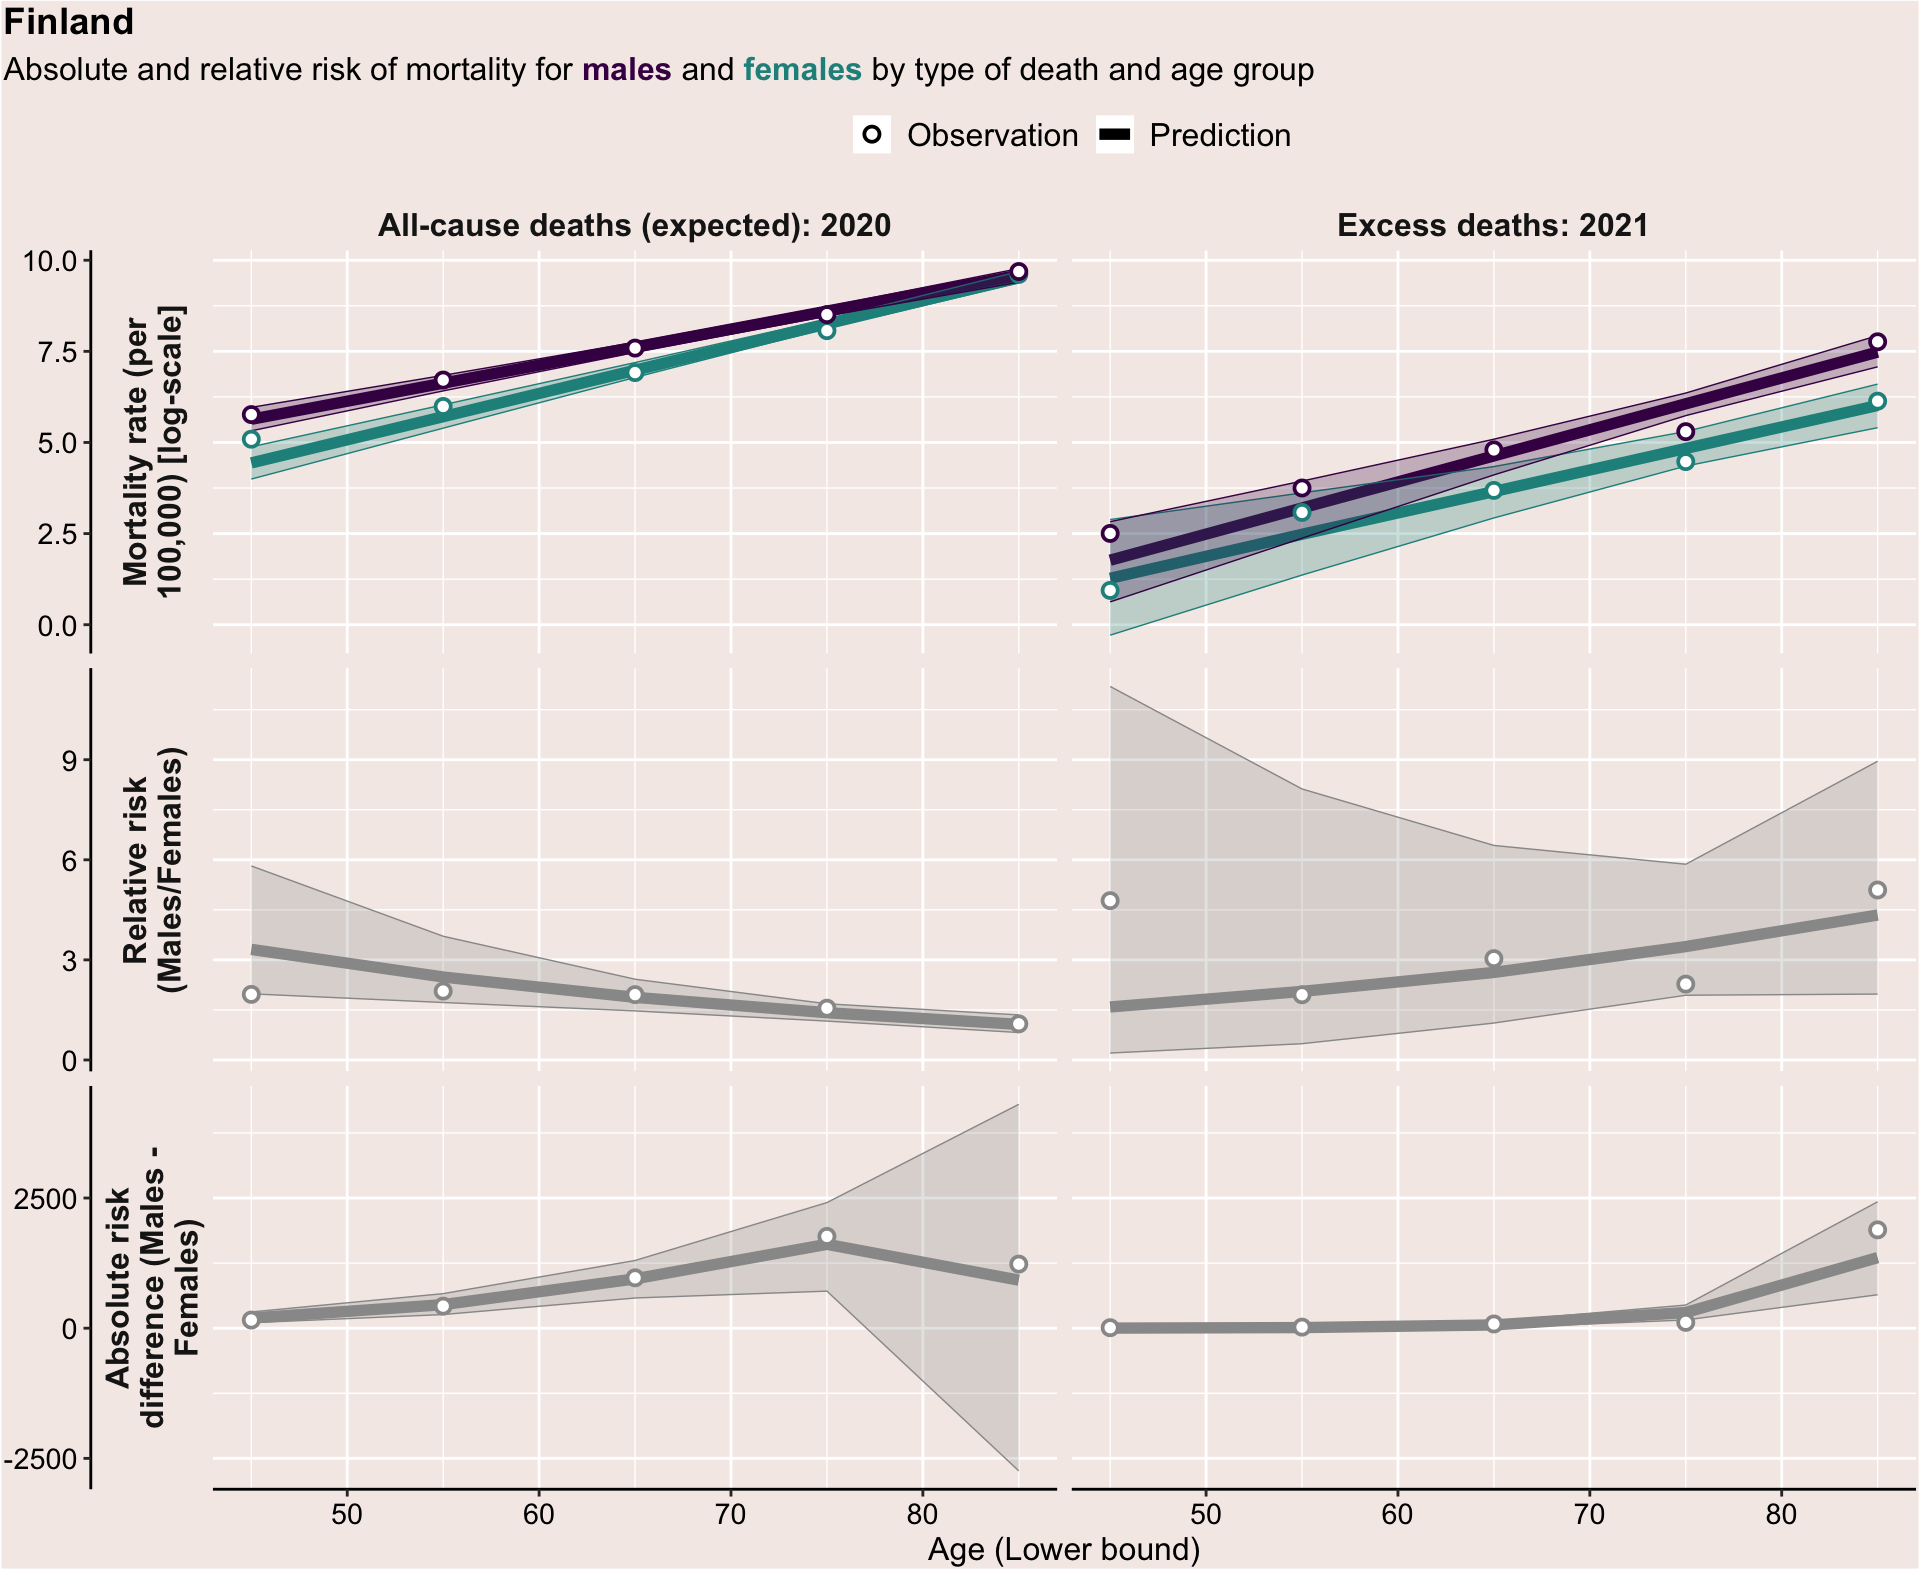 Finland
Absolute and relative risk of mortality for males and females by type of death and age group
Observation
Prediction
All-cause deaths (expected): 2020
Excess deaths: 2021
Mortality rate (per
100,000) [log-scale]
10.0
7.5
5.0
2.5
0.0
Relative risk
(Males/Females)
9
6
3
0
Absolute risk
difference (Males -
Females)
2500
0
-2500
50
60
70
80
50
60
70
80
Age (Lower bound)